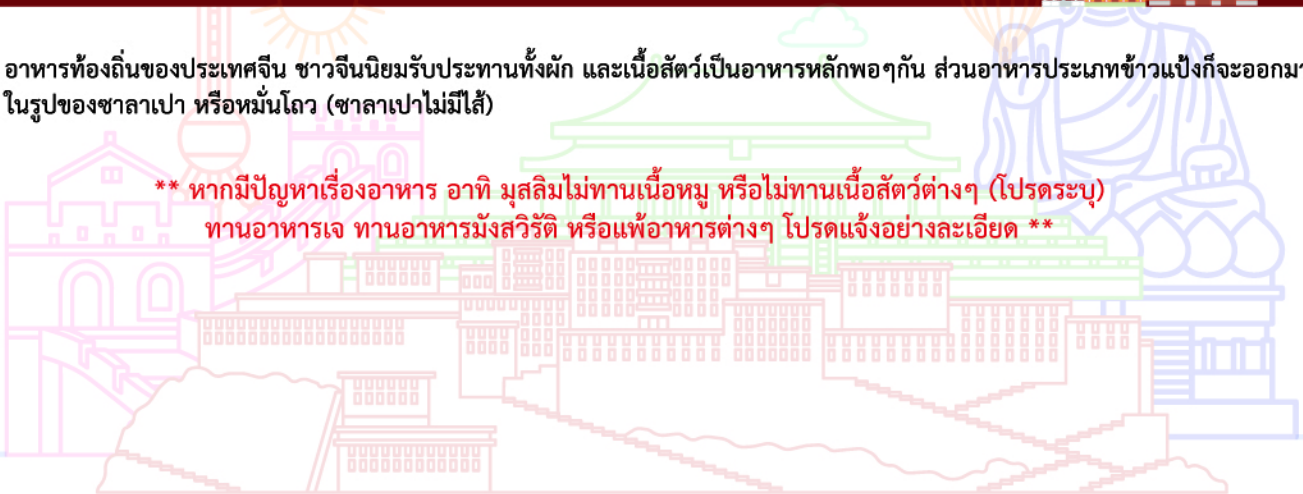 อาหารท้องถิ่นของประเทศจีน ชาวจีนนิยมรับประทานทั้งผัก และเนื้อสัตว์เป็นอาหารหลักพอๆกัน ส่วนอาหารประเภทข้าวแป้งก็จะออกมา
ในรูปของซาลาเปา หรือหมั่นโถว (ซาลาเปาไม่มีไส้)
** หากมีปัญหาเรื่องอาหาร อาทิ มุสลิมไม่ทานเนื้อหมู หรือไม่ทานเนื้อสัตว์ต่างๆ (โปรดระบุ)
ทานอาหารเจ ทานอาหารมังสวิรัติ หรือแพ้อาหารต่างๆ โปรดแจ้งอย่างละเอียด **